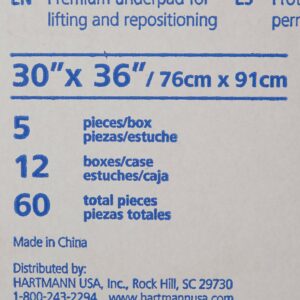 EN Premium underpad for ES
lifting and repositioning
30”x 36”/ 76cm x 91cm
5 pieces/box
piezas/estuche
12 boxes/case
estuches/caja
60 total pieces
piezas totales
Made in China
Distributed by:
HARTMANN USA, Inc., Rock Hill, SC 29730
1-800-243-2294 www.hartmannusa.com